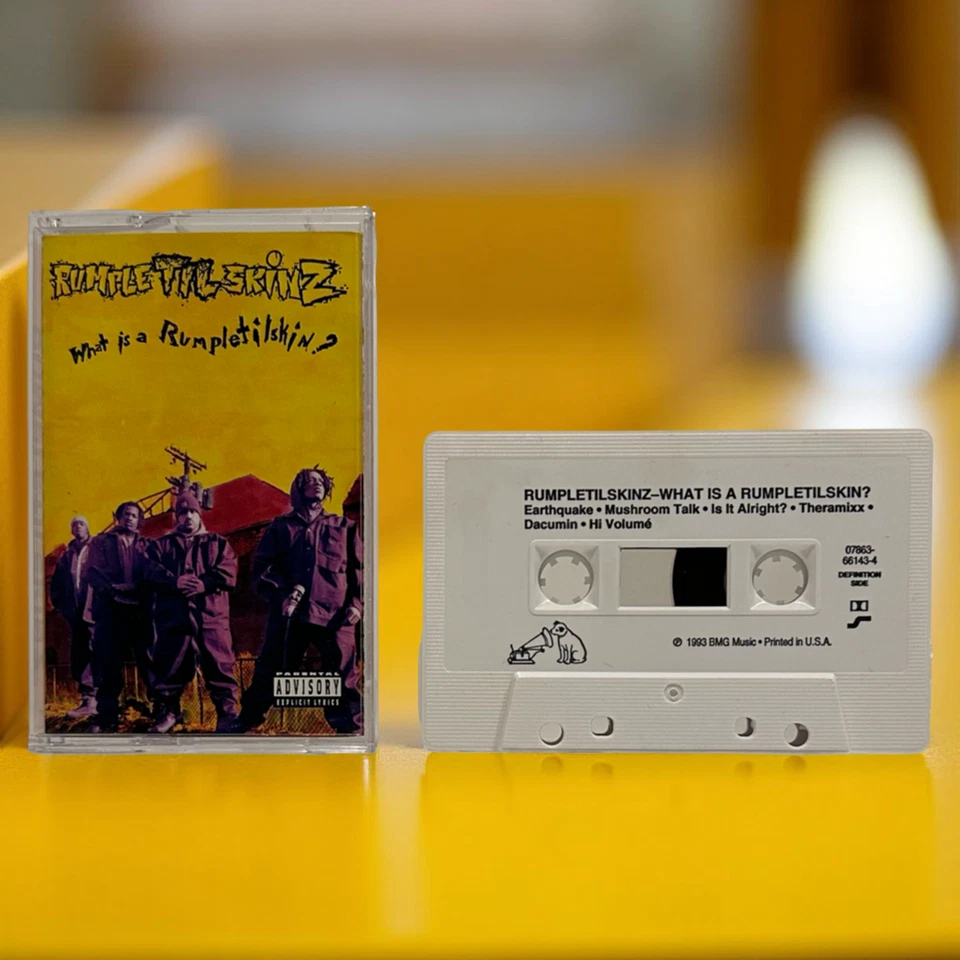 RUMPLETILSKINZ
What is a Rumpletilskin?
PARENTAL
ADVISORY
EXPLICIT LYRICS
RUMPLETILSKINZ–WHAT IS A RUMPLETILSKIN?
Earthquake • Mushroom Talk • Is It Alright? • Theramixx •
Dacumin • Hi Volumé
07863-
66143-4
DEFINITION
SIDE
℗ 1993 BMG Music • Printed in U.S.A.